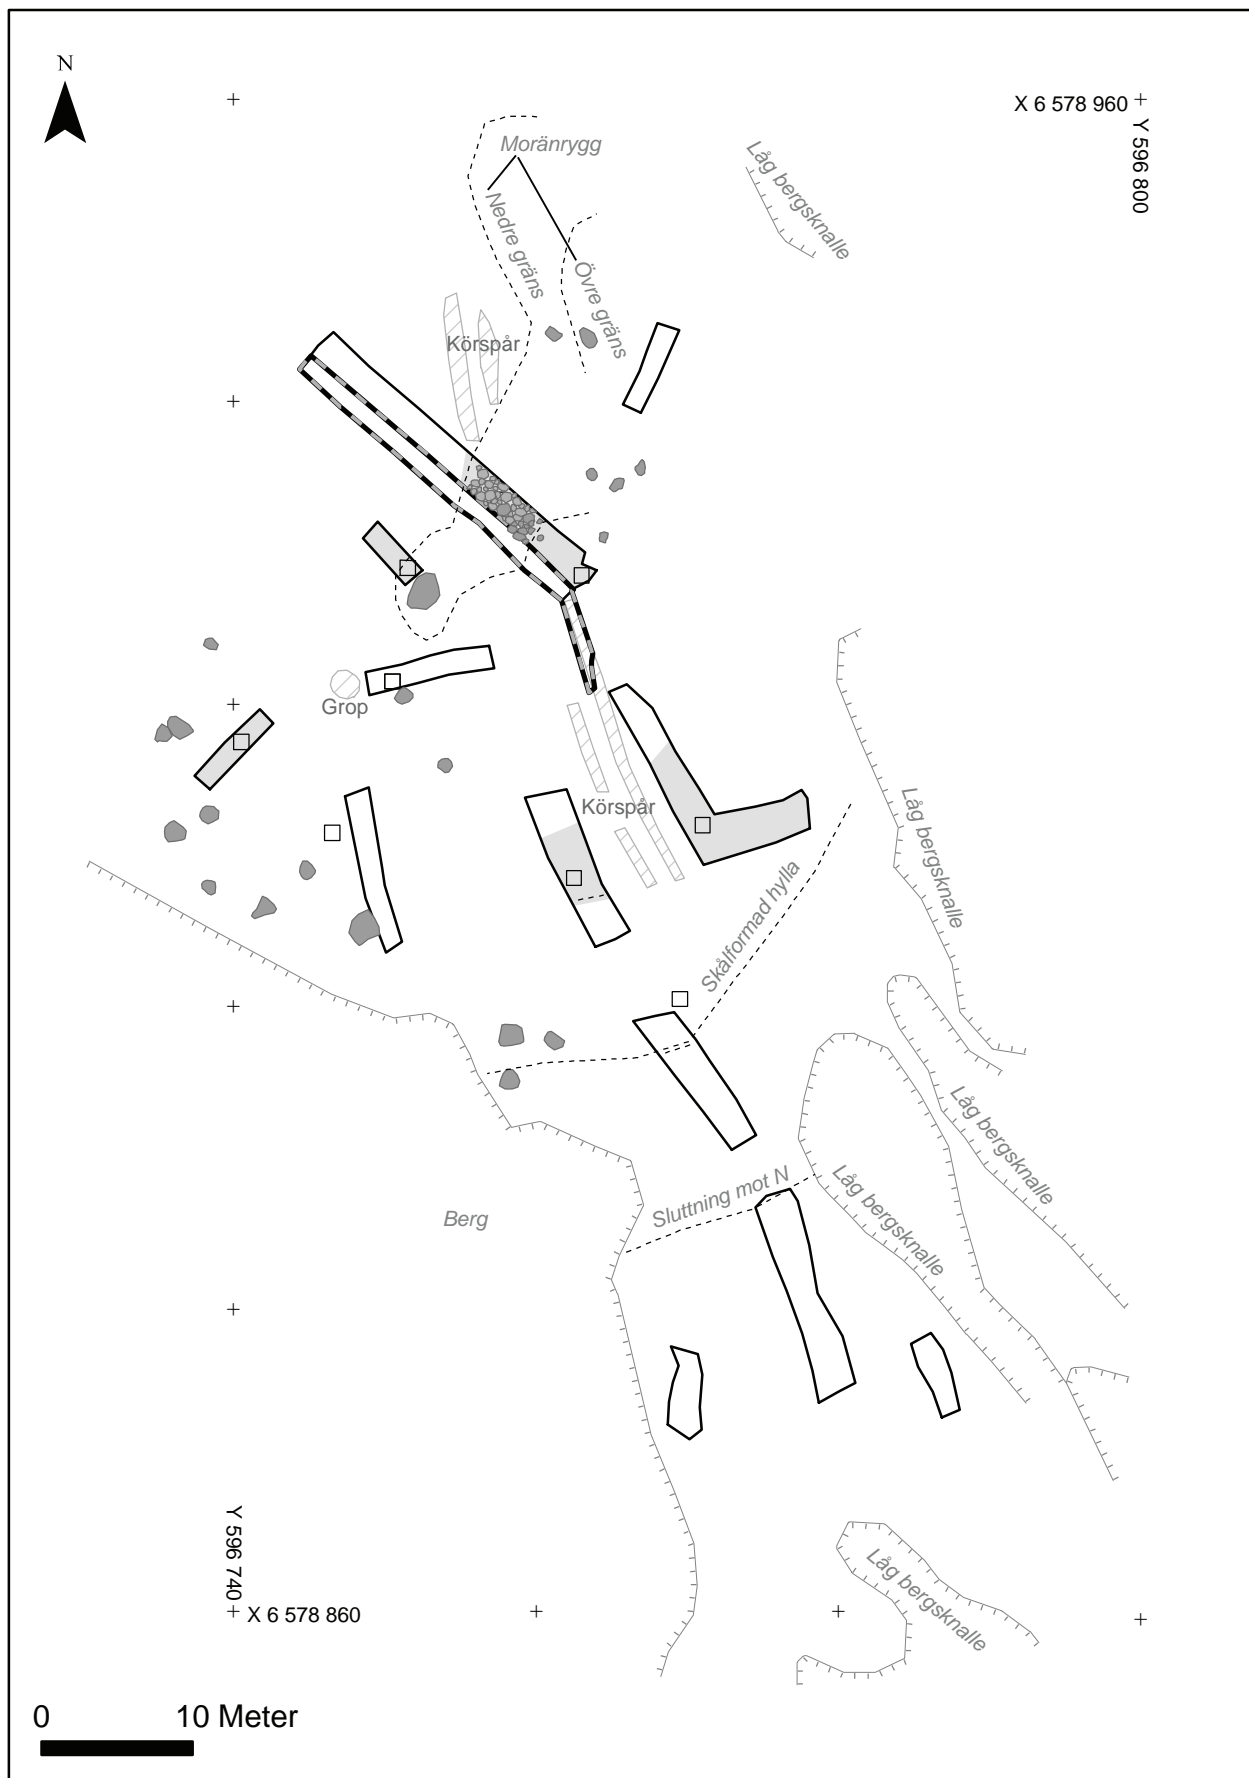 N
X 6 578 960
Y 596 800
Moränrygg
Låg bergsknalle
Nedre gräns
Övre gräns
Körspår
Grop
Körspår
Låg bergsknalle
Skålformad hylla
Låg bergsknalle
Sluttning mot N
Låg bergsknalle
Berg
Y 596 740
X 6 578 860
Låg bergsknalle
0 10 Meter